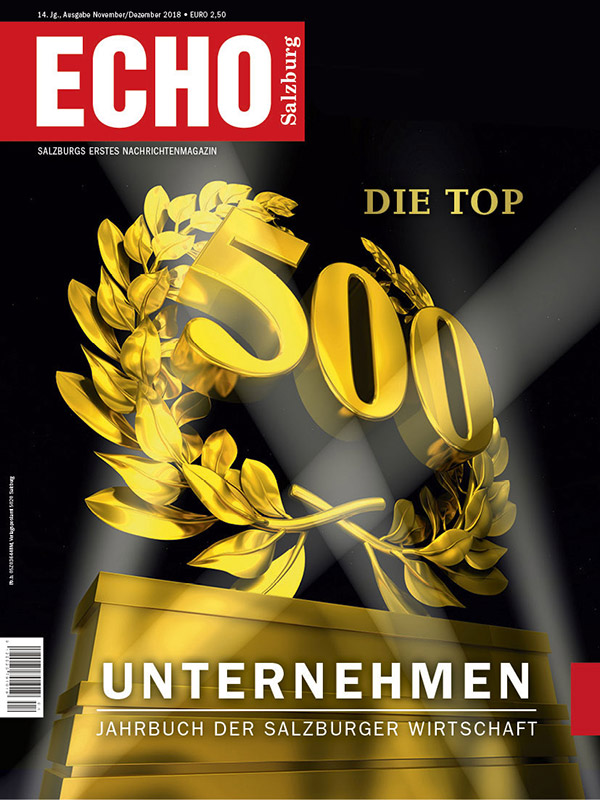 14. Jg., Ausgabe November/Dezember 2018 • EURO 2,50
ECHO
Salzburg
SALZBURGS ERSTES NACHRICHTENMAGAZIN
DIE TOP
500
UNTERNEHMEN
JAHRBUCH DER SALZBURGER WIRTSCHAFT